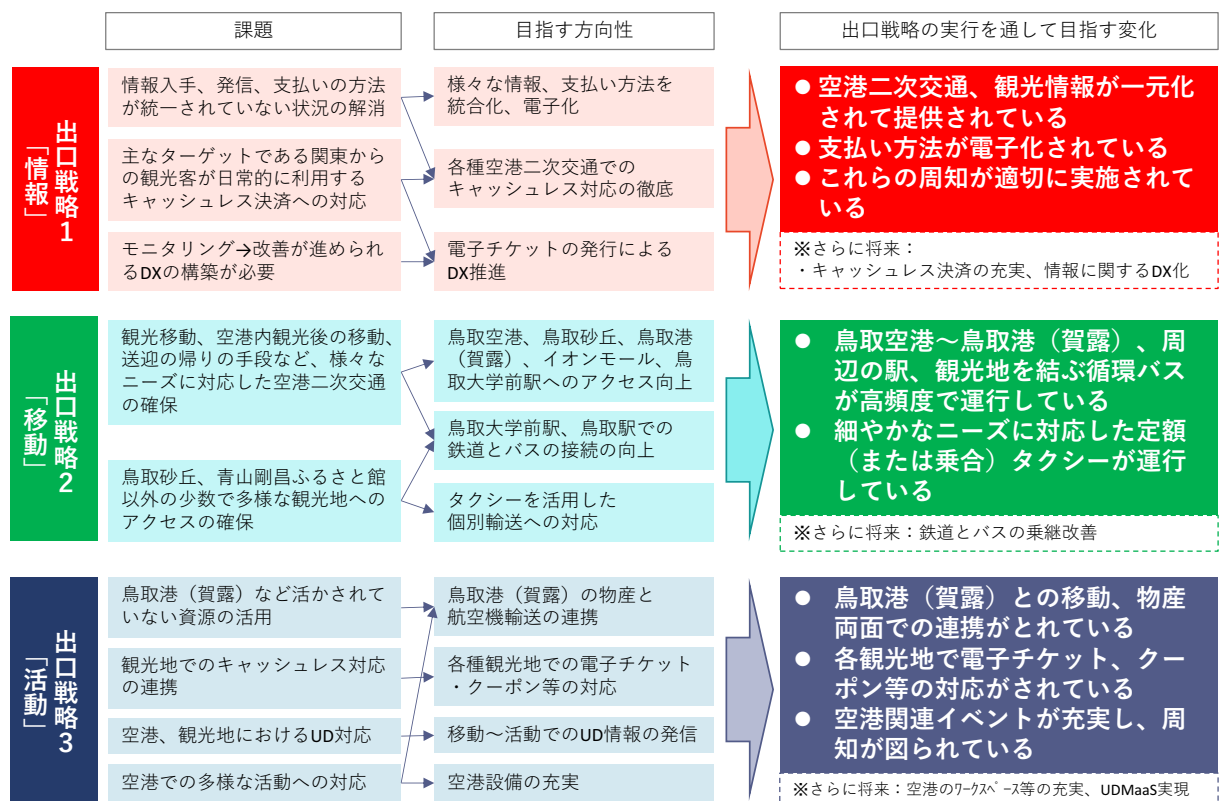 課題
目指す方向性
出口戦略の実行を通して目指す変化
出口戦略1
「情報」
情報入手、発信、支払いの方法
が統一されていない状況の解消
主なターゲットである関東から
の観光客が日常的に利用する
キャッシュレス決済への対応
モニタリング→改善が進められ
るDXの構築が必要
様々な情報、支払い方法を
統合化、電子化
各種空港二次交通での
キャッシュレス対応の徹底
電子チケットの発行による
DX推進
● 空港二次交通、観光情報が一元化
されて提供されている
● 支払い方法が電子化されている
● これらの周知が適切に実施されて
いる
※さらに将来：
・キャッシュレス決済の充実、情報に関するDX化
出口戦略2
「移動」
観光移動、空港内観光後の移動、
送迎の帰りの手段など、様々な
ニーズに対応した空港二次交通
の確保
鳥取砂丘、青山剛昌ふるさと館
以外の少数で多様な観光地への
アクセスの確保
鳥取空港、鳥取砂丘、鳥取港
（賀露）、イオンモール、鳥
取大学前駅へのアクセス向上
鳥取大学前駅、鳥取駅での
鉄道とバスの接続の向上
タクシーを活用した
個別輸送への対応
● 鳥取空港～鳥取港（賀露）、周
辺の駅、観光地を結ぶ循環バス
が高頻度で運行している
● 細やかなニーズに対応した定額
（または乗合）タクシーが運行
している
※さらに将来：鉄道とバスの乗継改善
出口戦略3
「活動」
鳥取港（賀露）など活かされて
いない資源の活用
観光地でのキャッシュレス対応
の連携
空港、観光地におけるUD対応
空港での多様な活動への対応
鳥取港（賀露）の物産と
航空機輸送の連携
各種観光地での電子チケット
・クーポン等の対応
移動～活動でのUD情報の発信
空港設備の充実
● 鳥取港（賀露）との移動、物産
両面での連携がとれている
● 各観光地で電子チケット、クー
ポン等の対応がされている
● 空港関連イベントが充実し、周
知が図られている
※さらに将来：空港のﾜｰｸｽﾍﾟｰｽ等の充実、UDMaaS実現